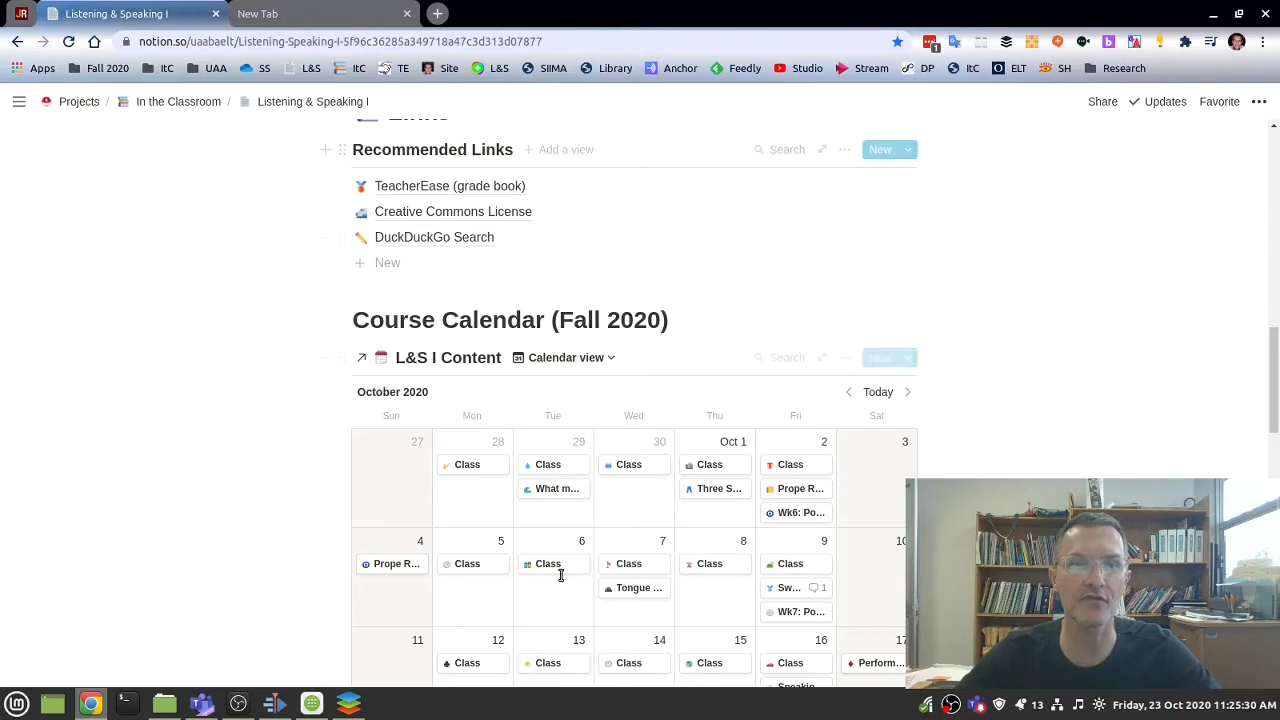 JR
Listening & Speaking I
New Tab
notion.so/uaabaelt/Listening-Speaking-I-5f96c36285a349718a47c3d313d07877
1
Apps
Fall 2020
ItC
UAA
SS
L&S
ItC
TC
Site
L&S
SIIMA
Library
Anchor
Feedly
Studio
Stream
DP
ItC
ELT
SH
Research
Projects / In the Classroom / Listening & Speaking I
Share
Updates
Favorite
Recommended Links
Add a view
Search
New
TeacherEase (grade book)
Creative Commons License
DuckDuckGo Search
New
Course Calendar (Fall 2020)
L&S I Content
Calendar view
Search
New
October 2020
Today
Sun Mon Tue Wed Thu Fri Sat
27 28 29 30 Oct 1 2 3
Class Class Class Class Class
What m... Three S... Prope R...
Wk6: Po...
4 5 6 7 8 9 10
Prope R... Class Class Class Class Class
Tongue ... Sw... 1
Wk7: Po...
11 12 13 14 15 16 17
Class Class Class Class Class Perform...
13
Friday, 23 Oct 2020 11:25:30 AM